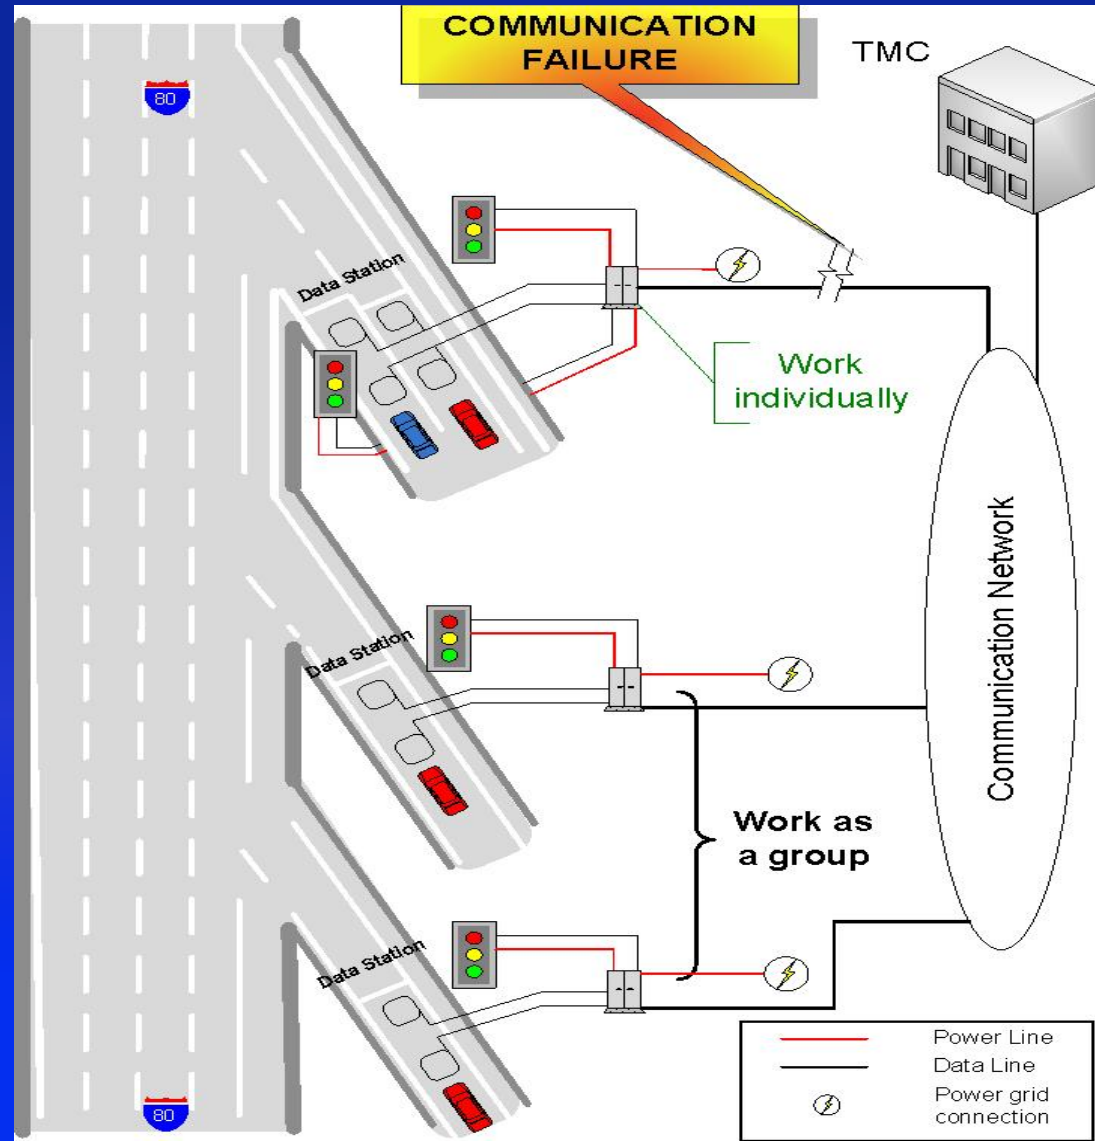 COMMUNICATION
FAILURE
TMC
80
Data Station
Work
individually
Communication Network
Data Station
Work as
a group
Data Station
80
Power Line
Data Line
Power grid
connection